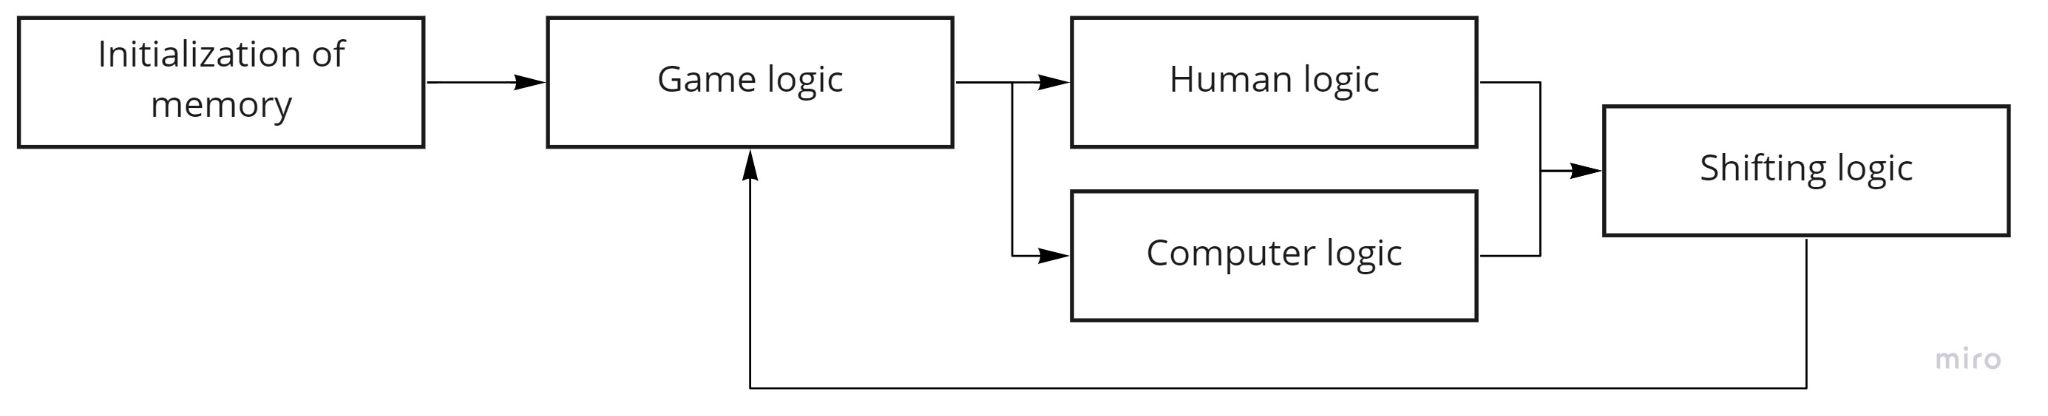 Initialization of
memory
Game logic
Human logic
Computer logic
Shifting logic
miro